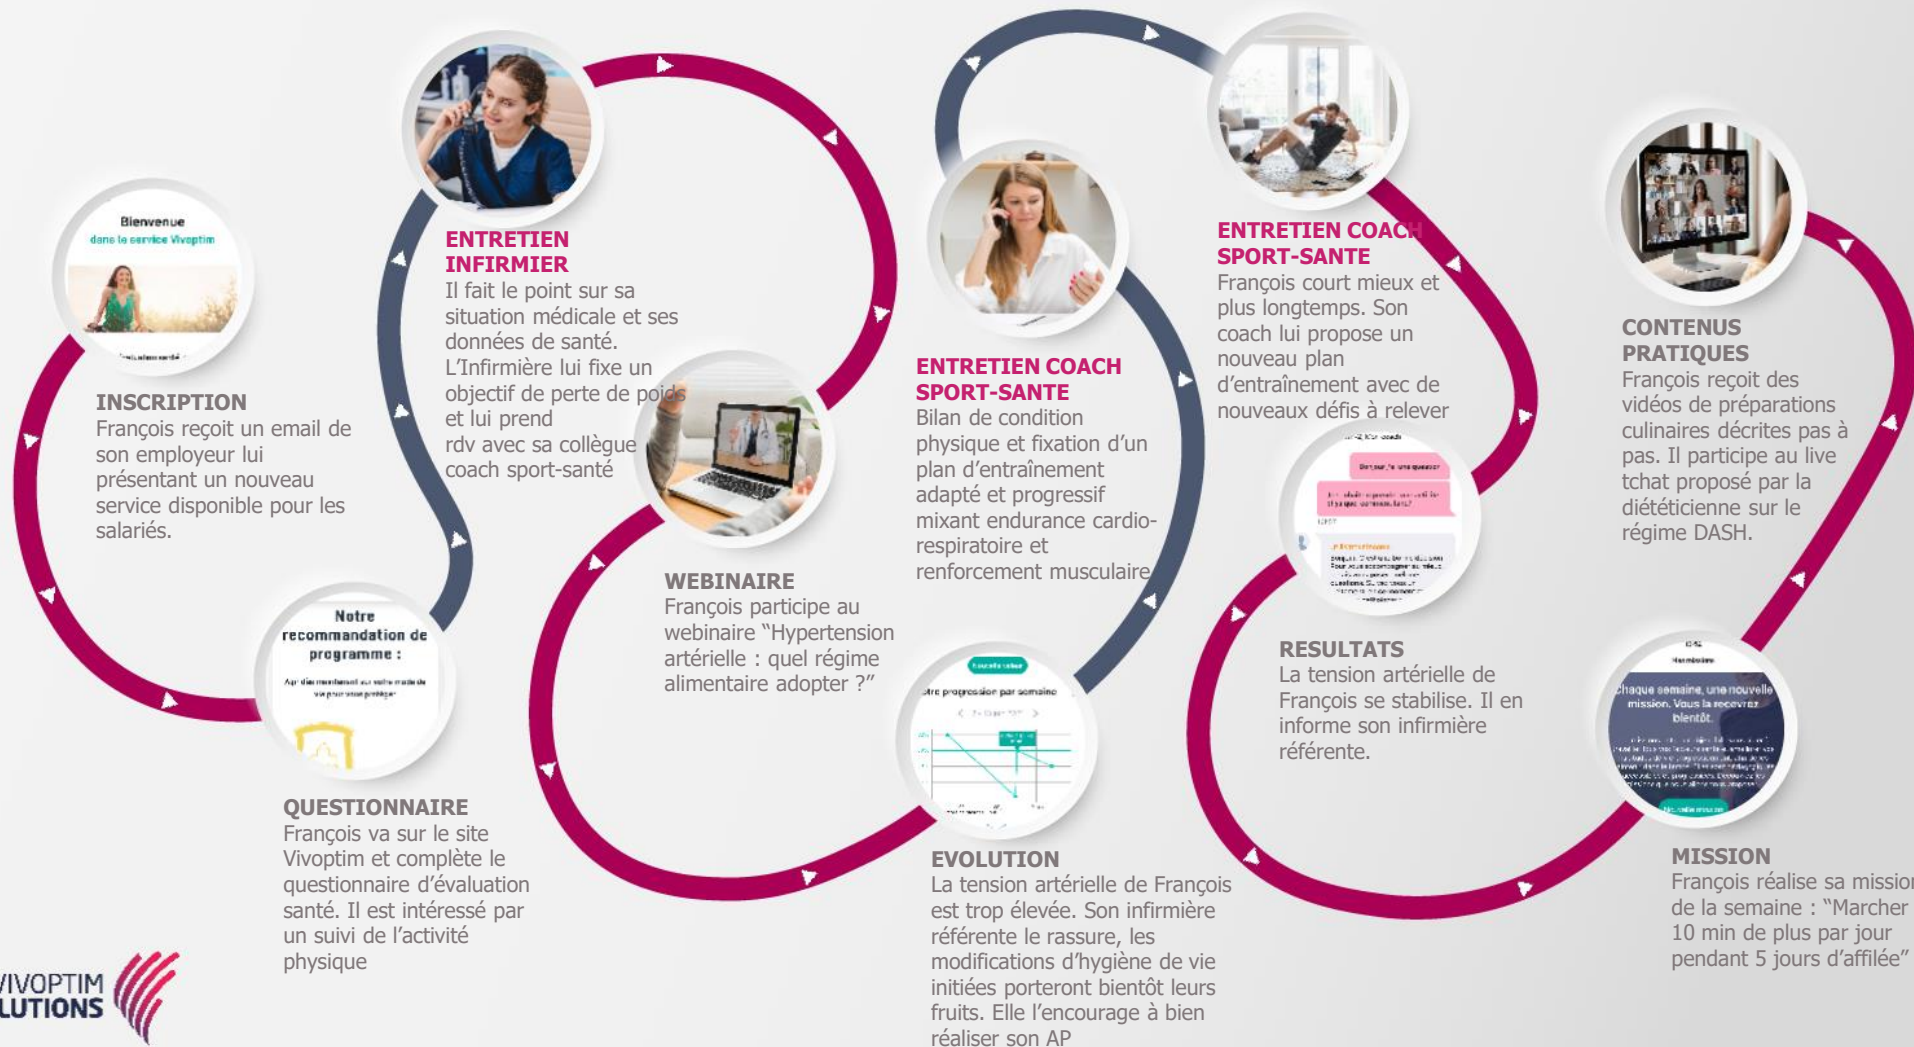 Bienvenue
dans le service Vivoptim
INSCRIPTION
François reçoit un email de
son employeur lui
présentant un nouveau
service disponible pour les
salariés.
Notre
recommandation de
programme :
QUESTIONNAIRE
François va sur le site
Vivoptim et complète le
questionnaire d’évaluation
santé. Il est intéressé par
un suivi de l’activité
physique
ENTRETIEN
INFIRMIER
Il fait le point sur sa
situation médicale et ses
données de santé.
L’Infirmière lui fixe un
objectif de perte de poids
et lui prend
rdv avec sa collègue
coach sport-santé
WEBINAIRE
François participe au
webinaire “Hypertension
artérielle : quel régime
alimentaire adopter ?”
progression par semaine
EVOLUTION
La tension artérielle de François
est trop élevée. Son infirmière
référente le rassure, les
modifications d’hygiène de vie
initiées porteront bientôt leurs
fruits. Elle l’encourage à bien
réaliser son AP
ENTRETIEN COACH
SPORT-SANTE
Bilan de condition
physique et fixation d’un
plan d’entraînement
adapté et progressif
mixant endurance cardio-
respiratoire et
renforcement musculaire
ENTRETIEN COACH
SPORT-SANTE
François court mieux et
plus longtemps. Son
coach lui propose un
nouveau plan
d’entraînement avec de
nouveaux défis à relever
RESULTATS
La tension artérielle de
François se stabilise. Il en
informe son infirmière
référente.
Chaque semaine, une nouvelle
mission. Vous la recevrez
bientôt.
MISSION
François réalise sa mission
de la semaine : “Marcher
10 min de plus par jour
pendant 5 jours d’affilée”
CONTENUS
PRATIQUES
François reçoit des
vidéos de préparations
culinaires décrites pas à
pas. Il participe au live
tchat proposé par la
diététicienne sur le
régime DASH.
VIVOPTIM
LUTIONS